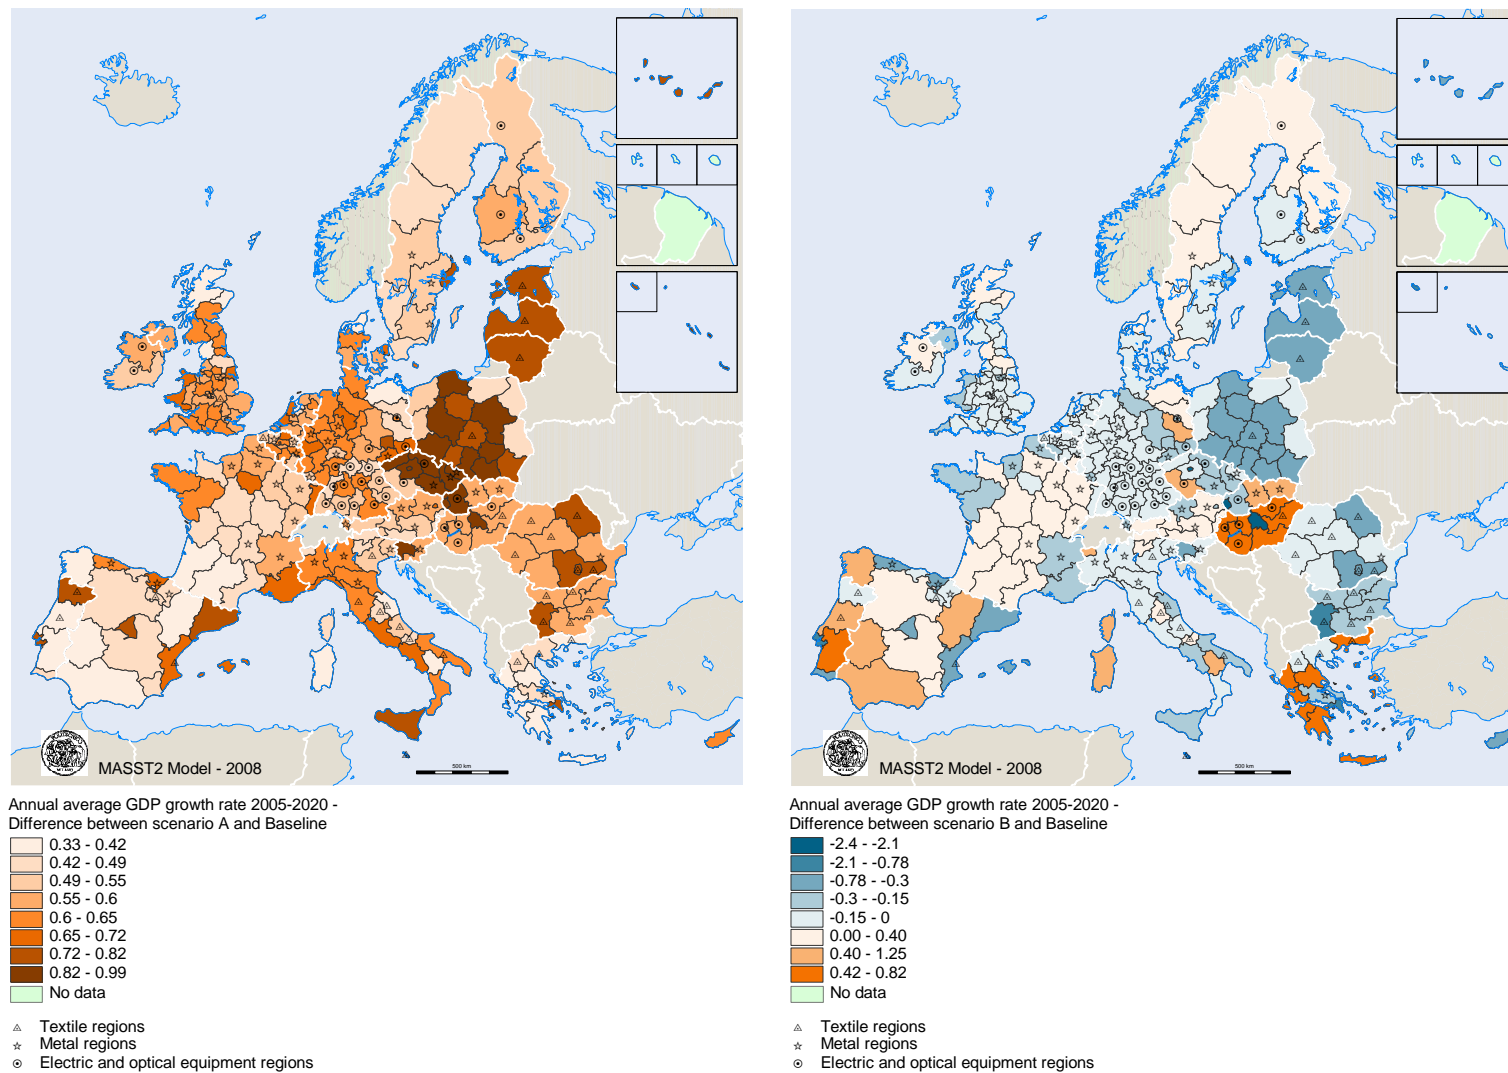 500 km
MASST2 Model - 2008
Annual average GDP growth rate 2005-2020 -
Difference between scenario A and Baseline
0.33 - 0.42
0.42 - 0.49
0.49 - 0.55
0.55 - 0.6
0.6 - 0.65
0.65 - 0.72
0.72 - 0.82
0.82 - 0.99
No data
Textile regions
Metal regions
Electric and optical equipment regions
500 km
MASST2 Model - 2008
Annual average GDP growth rate 2005-2020 -
Difference between scenario B and Baseline
-2.4 - -2.1
-2.1 - -0.78
-0.78 - -0.3
-0.3 - -0.15
-0.15 - 0
0.00 - 0.40
0.40 - 1.25
0.42 - 0.82
No data
Textile regions
Metal regions
Electric and optical equipment regions